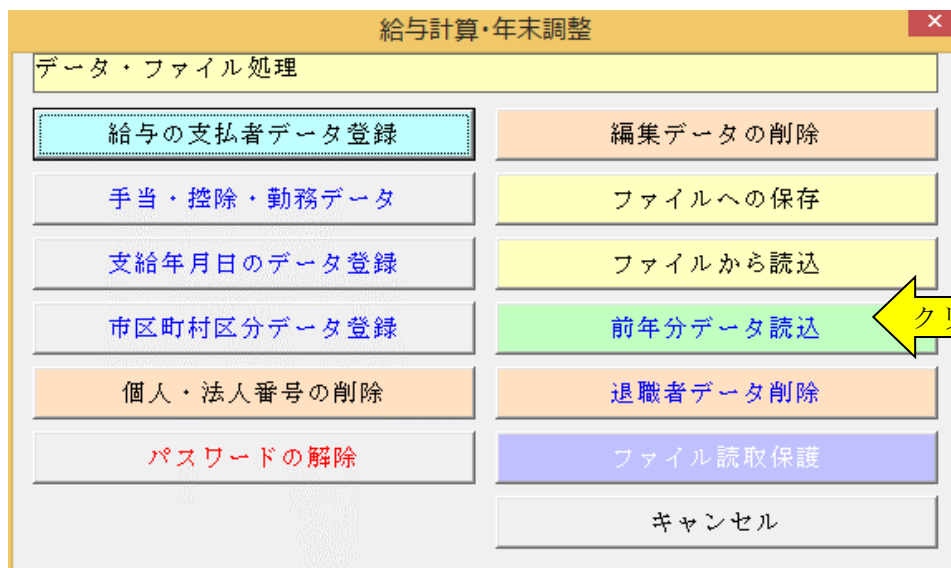 給与計算・年末調整
データ・ファイル処理
給与の支払者データ登録
編集データの削除
手当・控除・勤務データ
ファイルへの保存
支給年月日のデータ登録
ファイルから読込
市区町村区分データ登録
前年分データ読込
ク
個人・法人番号の削除
退職者データ削除
パスワードの解除
ファイル読取保護
キャンセル